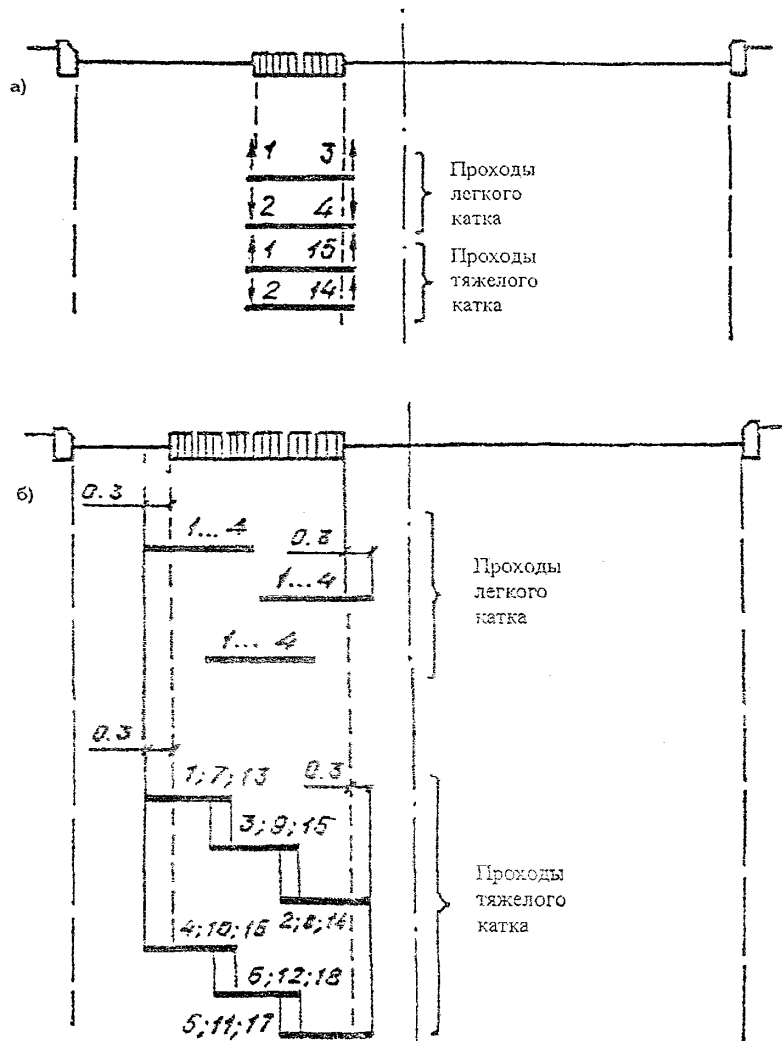 а)
1 3
Проходы
легкого
катка
2 4
1 15
Проходы
тяжелого
катка
2 14
б)
0.3
1... 4
0.3
1... 4
Проходы
легкого
катка
1... 4
0.3
1;7;13
0.3
3;9;15
Проходы
тяжелого
катка
2;8;14
4;10;16
6;12;18
5;11;17